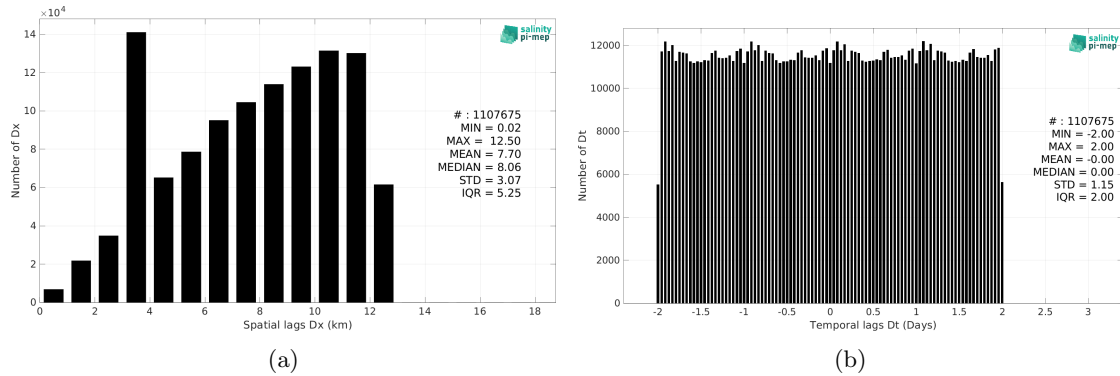 ×10⁴
14
12
10
8
6
4
2
0
0 2 4 6 8 10 12 14 16 18
Number of Dx
Spatial lags Dx (km)
salinity
pi-mep
# : 1107675
MIN = 0.02
MAX = 12.50
MEAN = 7.70
MEDIAN = 8.06
STD = 3.07
IQR = 5.25
(a)
12000
10000
8000
6000
4000
2000
0
-2 -1.5 -1 -0.5 0 0.5 1 1.5 2 2.5 3
Number of Dt
Temporal lags Dt (Days)
salinity
pi-mep
# : 1107675
MIN = -2.00
MAX = 2.00
MEAN = -0.00
MEDIAN = 0.00
STD = 1.15
IQR = 2.00
(b)